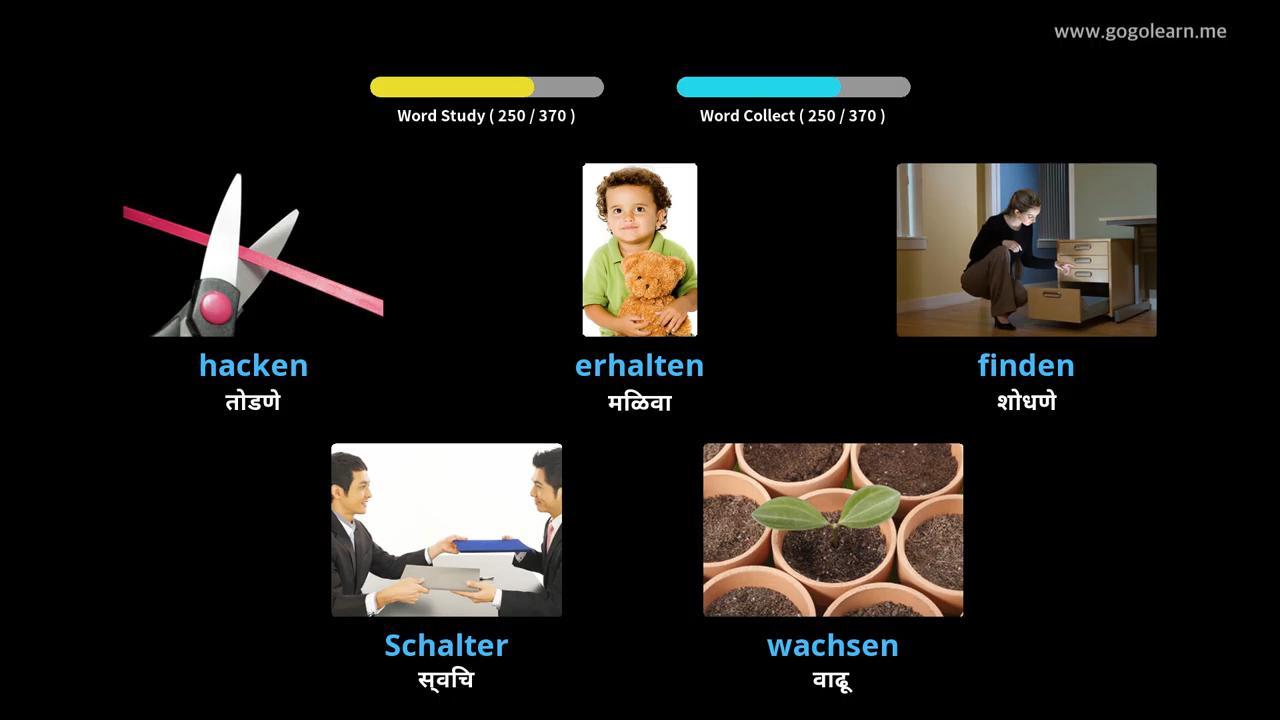 www.gogolearn.me
Word Study ( 250 / 370 )
Word Collect ( 250 / 370 )
hacken
तोडणे
erhalten
मळिवा
finden
शोधणे
Schalter
स्वचि
wachsen
वाढू